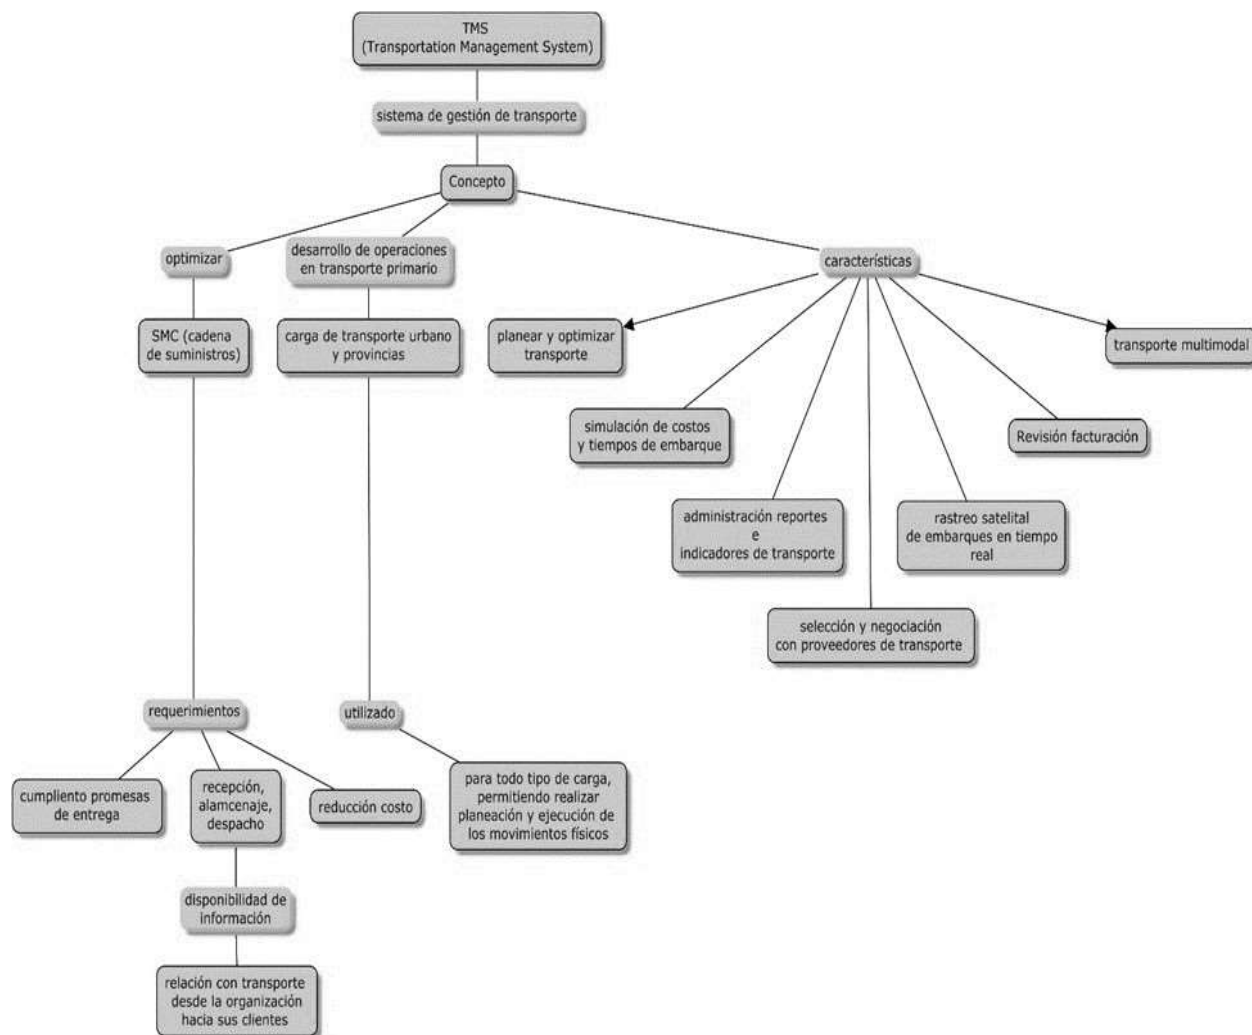 TMS
(Transportation Management System)
sistema de gestión de transporte
Concepto
optimizar
desarrollo de operaciones
en transporte primario
características
SMC (cadena
de suministros)
carga de transporte urbano
y provincias
planear y optimizar
transporte
transporte multimodal
simulación de costos
y tiempos de embarque
Revisión facturación
administración reportes
e
indicadores de transporte
rastreo satelital
de embarques en tiempo
real
selección y negociación
con proveedores de transporte
requerimientos
utilizado
cumpliento promesas
de entrega
recepción,
alamcenaje,
despacho
reducción costo
para todo tipo de carga,
permitiendo realizar
planeación y ejecución de
los movimientos físicos
disponibilidad de
información
relación con transporte
desde la organización
hacia sus clientes